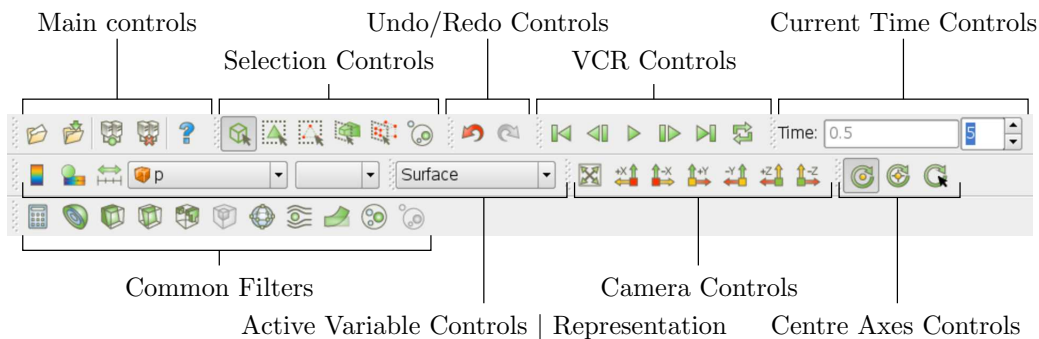 Main controls Undo/Redo Controls Current Time Controls
Selection Controls VCR Controls
Time: 0.5 5
p Surface +X -X +Y -Y +Z -Z
Common Filters Camera Controls
Active Variable Controls | Representation Centre Axes Controls